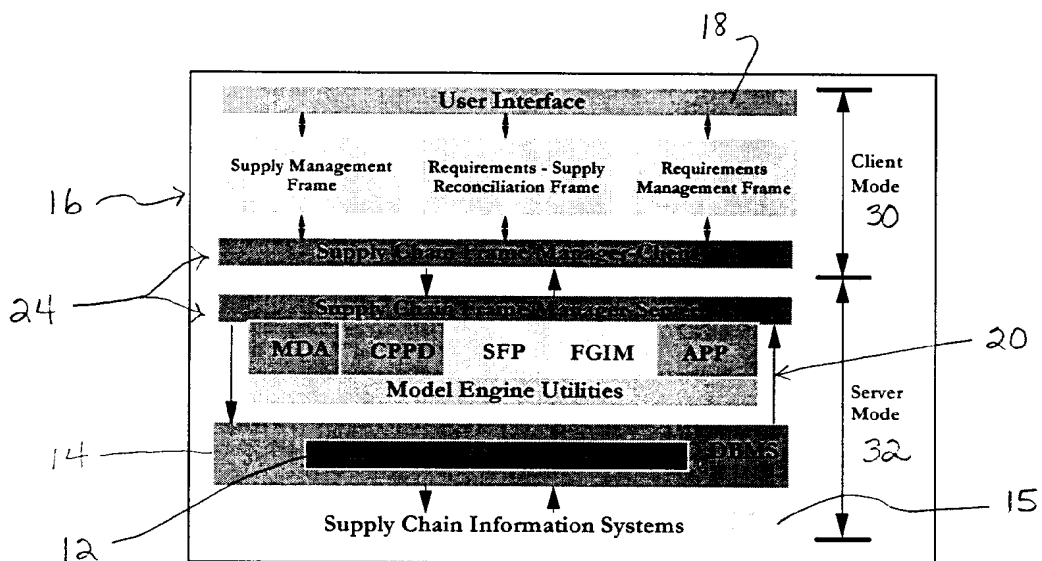 18
User Interface
Supply Management
Frame
Requirements - Supply
Reconciliation Frame
Requirements
Management Frame
Client
Mode
30
16
Supply Chain Frame Manager-Client
24
Supply Chain Frame Manager-Server
MDA
CPPD
SFP
FGIM
APP
20
Model Engine Utilities
Server
Mode
32
14
DBMS
Supply Chain Information Systems
15
12